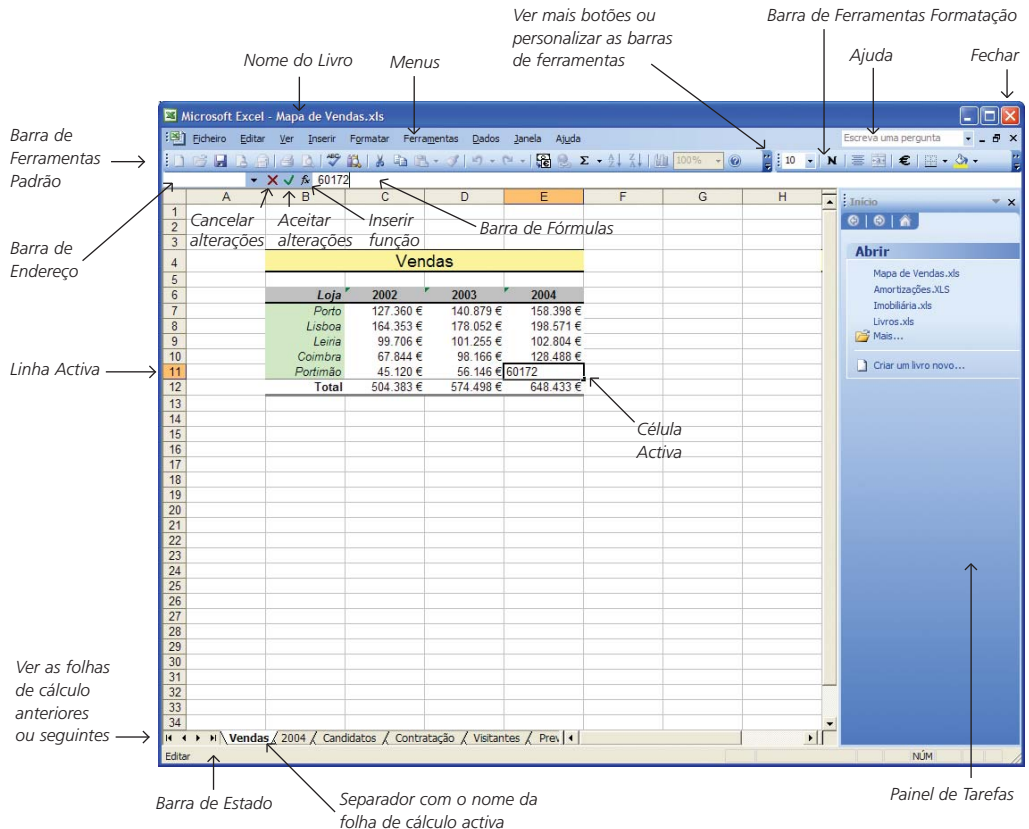 Ver mais botões ou
personalizar as barras
de ferramentas
Barra de Ferramentas Formatação
Nome do Livro
Menus
Ajuda
Fechar
Microsoft Excel - Mapa de Vendas.xls
Barra de
Ferramentas
Padrão
Ficheiro Editar Ver Inserir Formatar Ferramentas Dados Janela Ajuda
Escreva uma pergunta
100%
10
N
€
60172
A B C D E F G H
Início
Cancelar
alterações
Aceitar
alterações
Inserir
função
Barra de Fórmulas
Barra de
Endereço
Abrir
Mapa de Vendas.xls
Amortizações.XLS
Imobiliária.xls
Livros.xls
Mais...
Criar um livro novo...
1
2
3
4 Vendas
5
6 Loja 2002 2003 2004
7 Porto 127.360 € 140.879 € 158.398 €
8 Lisboa 164.353 € 178.052 € 198.571 €
9 Leiria 99.706 € 101.255 € 102.804 €
10 Coimbra 67.844 € 98.166 € 128.488 €
Linha Activa
11 Portimão 45.120 € 56.146 € 60172
12 Total 504.383 € 574.498 € 648.433 €
13
14
15
16
17
18
19
20
21
22
23
24
25
26
27
28
29
30
31
32
33
34
Célula
Activa
Ver as folhas
de cálculo
anteriores
ou seguintes
Vendas 2004 Candidatos Contratação Visitantes Prev
Editar
NÚM
Barra de Estado
Separador com o nome da
folha de cálculo activa
Painel de Tarefas